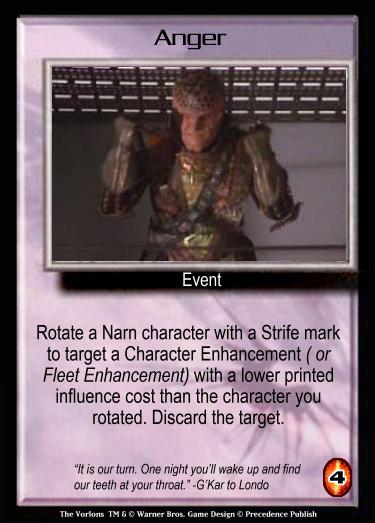 Anger
Event
Rotate a Narn character with a Strife mark
to target a Character Enhancement ( or
Fleet Enhancement) with a lower printed
influence cost than the character you
rotated. Discard the target.
"It is our turn. One night you'll wake up and find
our teeth at your throat." -G'Kar to Londo
4
The Vorlons TM & © Warner Bros. Game Design © Precedence Publish